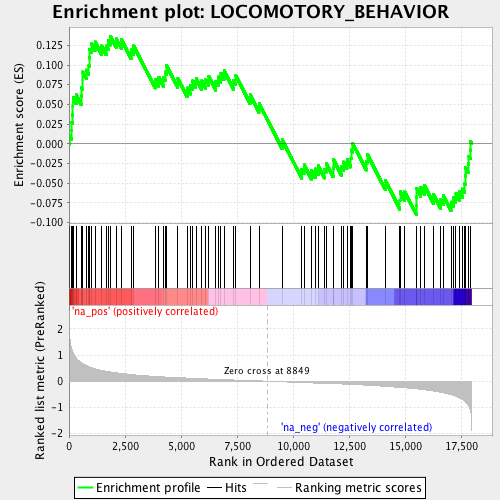 Enrichment plot: LOCOMOTORY_BEHAVIOR
Enrichment score (ES)
0.125
0.100
0.075
0.050
0.025
0.000
-0.025
-0.050
-0.075
-0.100
'na_pos' (positively correlated)
Ranked list metric (PreRanked)
2
1
0
-1
-2
Zero cross at 8849
'na_neg' (negatively correlated)
0
2,500
5,000
7,500
10,000
12,500
15,000
17,500
Rank in Ordered Dataset
Enrichment profile
Hits
Ranking metric scores